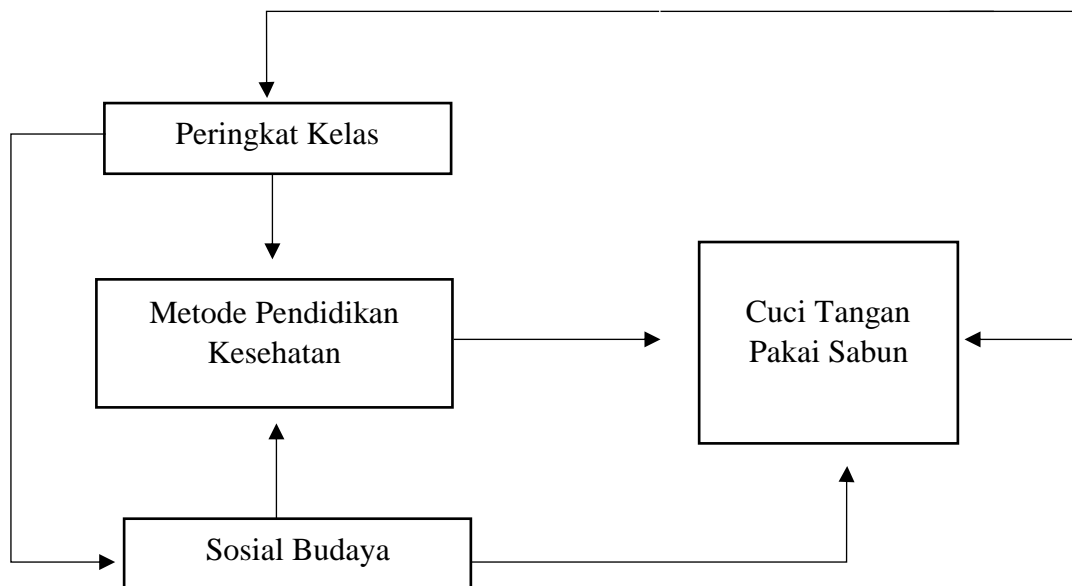 Peringkat Kelas
Metode Pendidikan
Kesehatan
Cuci Tangan
Pakai Sabun
Sosial Budaya